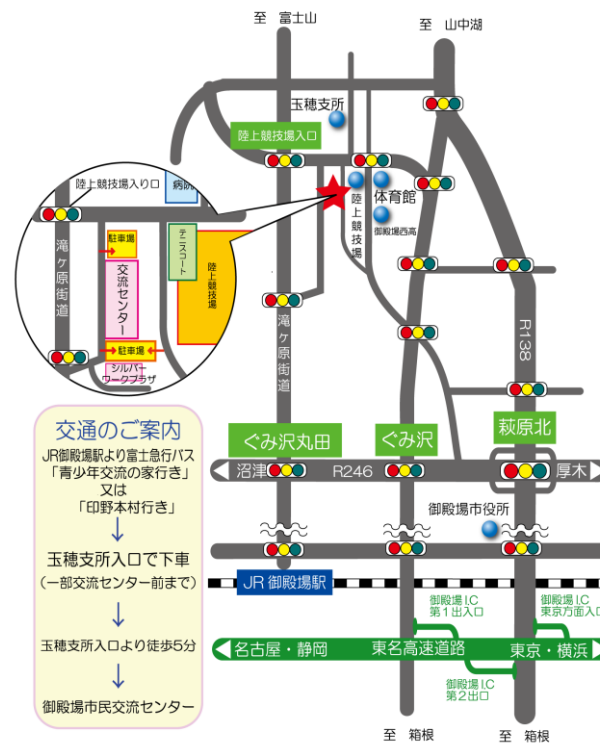 至 富士山
至 山中湖
玉穂支所
陸上競技場入口
体育館
陸上競技場
御殿場西高
陸上競技場入り口
病院
駐車場
テニスコート
滝ヶ原街道
交流センター
陸上競技場
駐車場
シルバー
ワークプラザ
滝ヶ原街道
R138
ぐみ沢丸田
ぐみ沢
萩原北
沼津
R246
厚木
御殿場市役所
JR 御殿場駅
御殿場 I.C
第1出入口
御殿場 I.C
東京方面入口
名古屋・静岡
東名高速道路
東京・横浜
御殿場 I.C
第2出口
至 箱根
至 箱根
交通のご案内
JR御殿場駅より富士急行バス
「青少年交流の家行き」
又は
「印野本村行き」
↓
玉穂支所入口で下車
(一部交流センター前まで)
↓
玉穂支所入口より徒歩5分
↓
御殿場市民交流センター